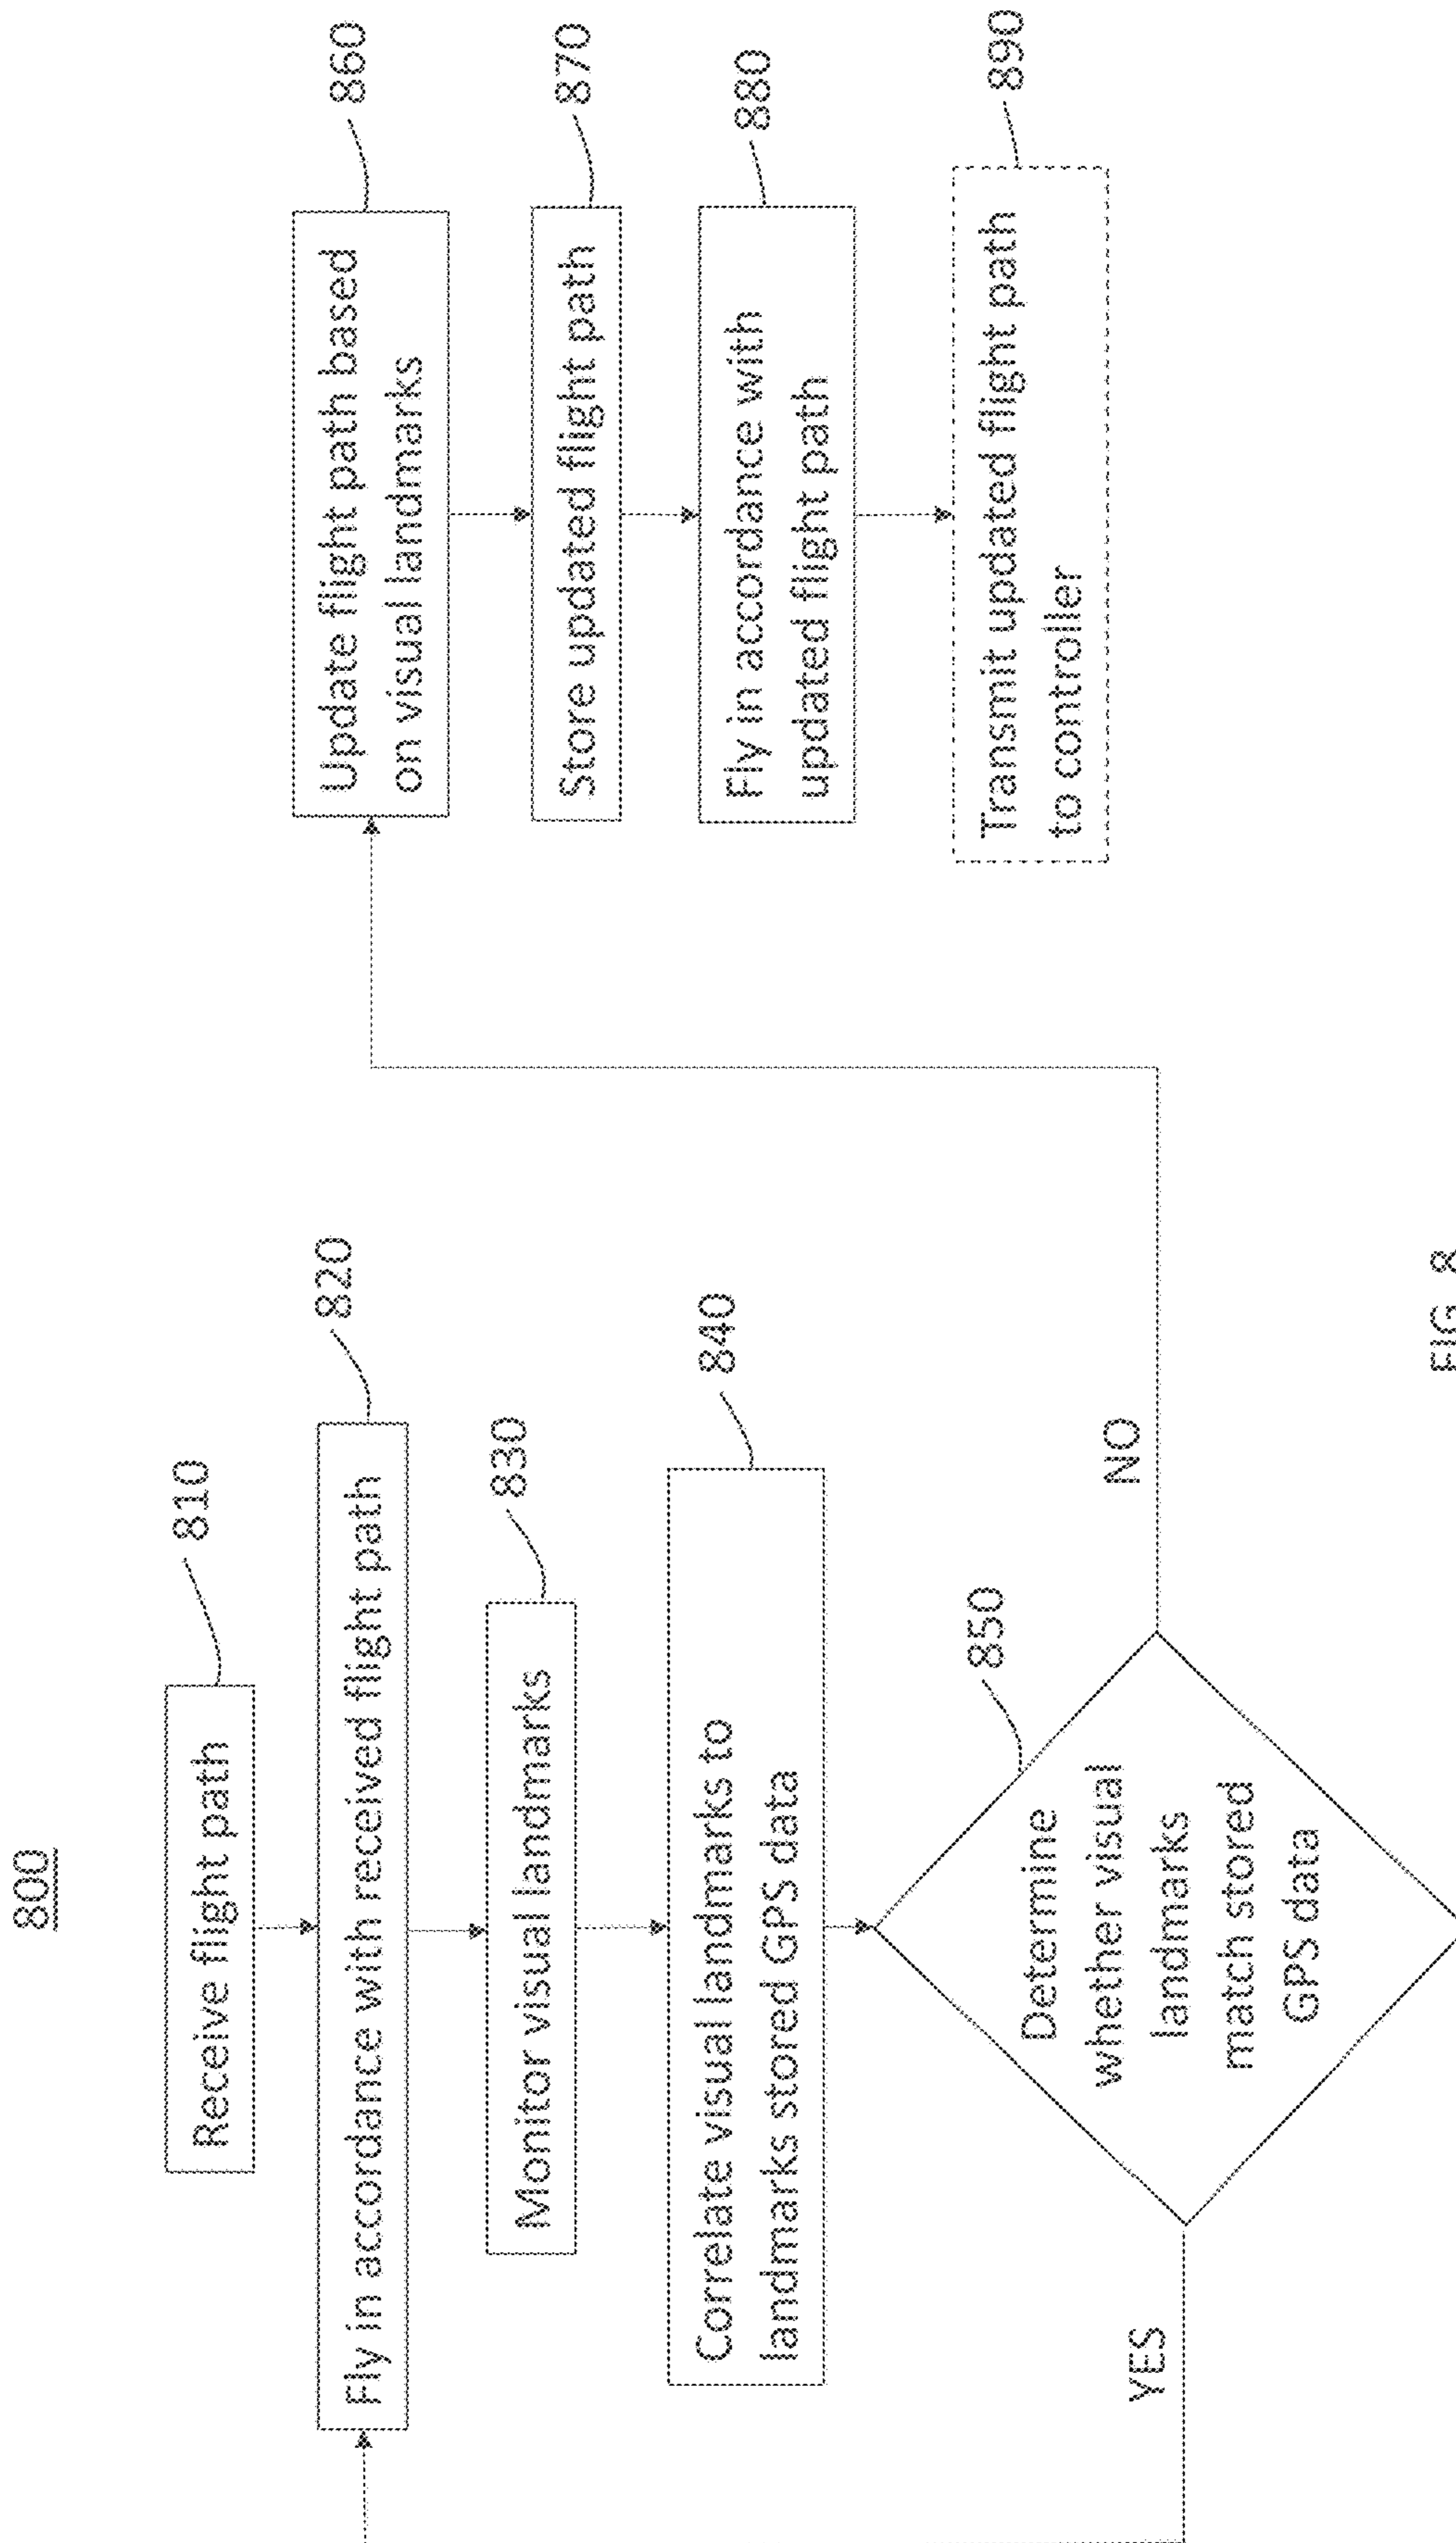 800
810
Receive flight path
820
Fly in accordance with received flight path
830
Monitor visual landmarks
840
Correlate visual landmarks to
landmarks stored GPS data
850
Determine
whether visual
landmarks
match stored
GPS data
YES
NO
860
Update flight path based
on visual landmarks
870
Store updated flight path
880
Fly in accordance with
updated flight path
890
Transmit updated flight path
to controller
FIG. 8